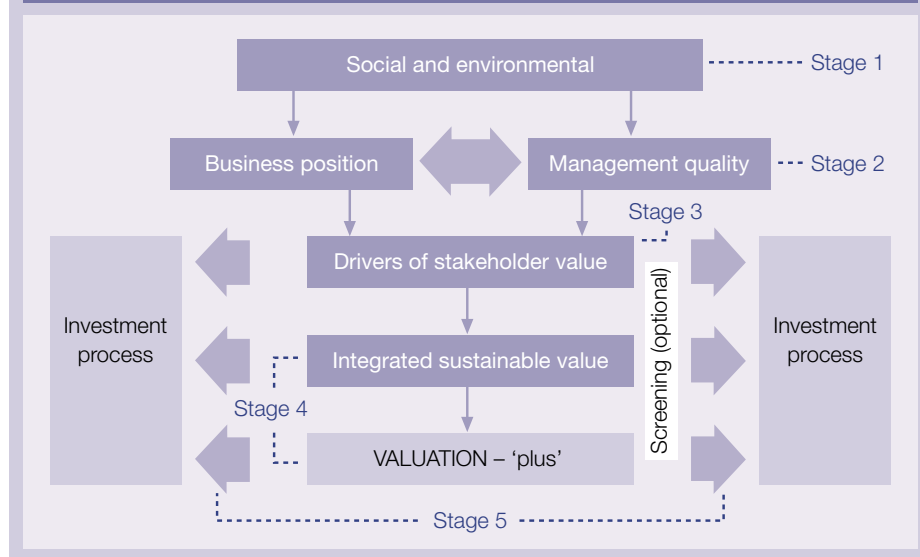 Social and environmental
Stage 1
Business position
Management quality
Stage 2
Stage 3
Drivers of stakeholder value
Investment
process
Screening (optional)
Investment
process
Integrated sustainable value
Stage 4
VALUATION – ‘plus’
Stage 5